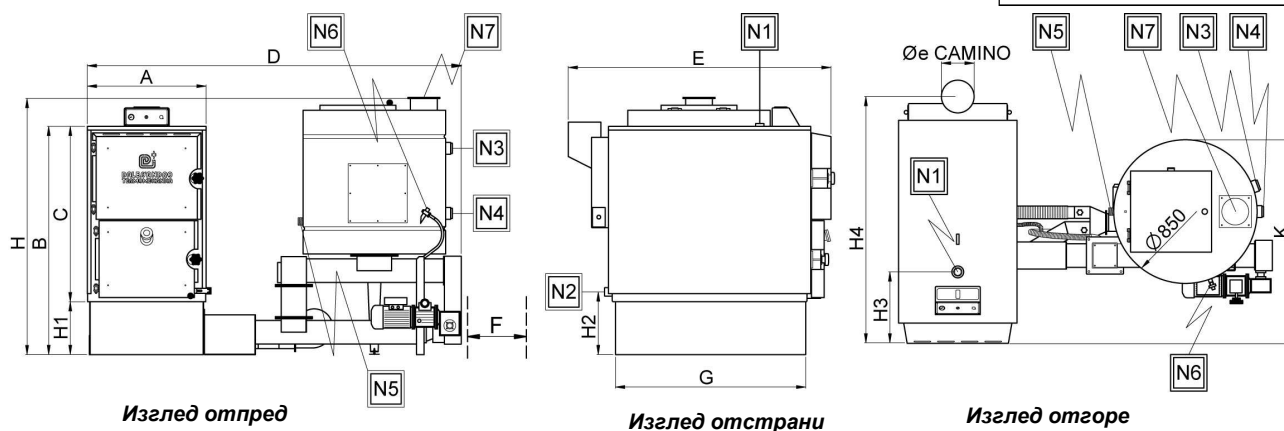 N6
N7
D
A
H
B
C
H1
N3
N4
F
N5
Изглед отпред
N1
E
N2
H2
G
Изглед отстрани
N5
N7
N3
N4
Øe CAMINO
N1
H4
H3
Ø850
K
N6
Изглед отгоре